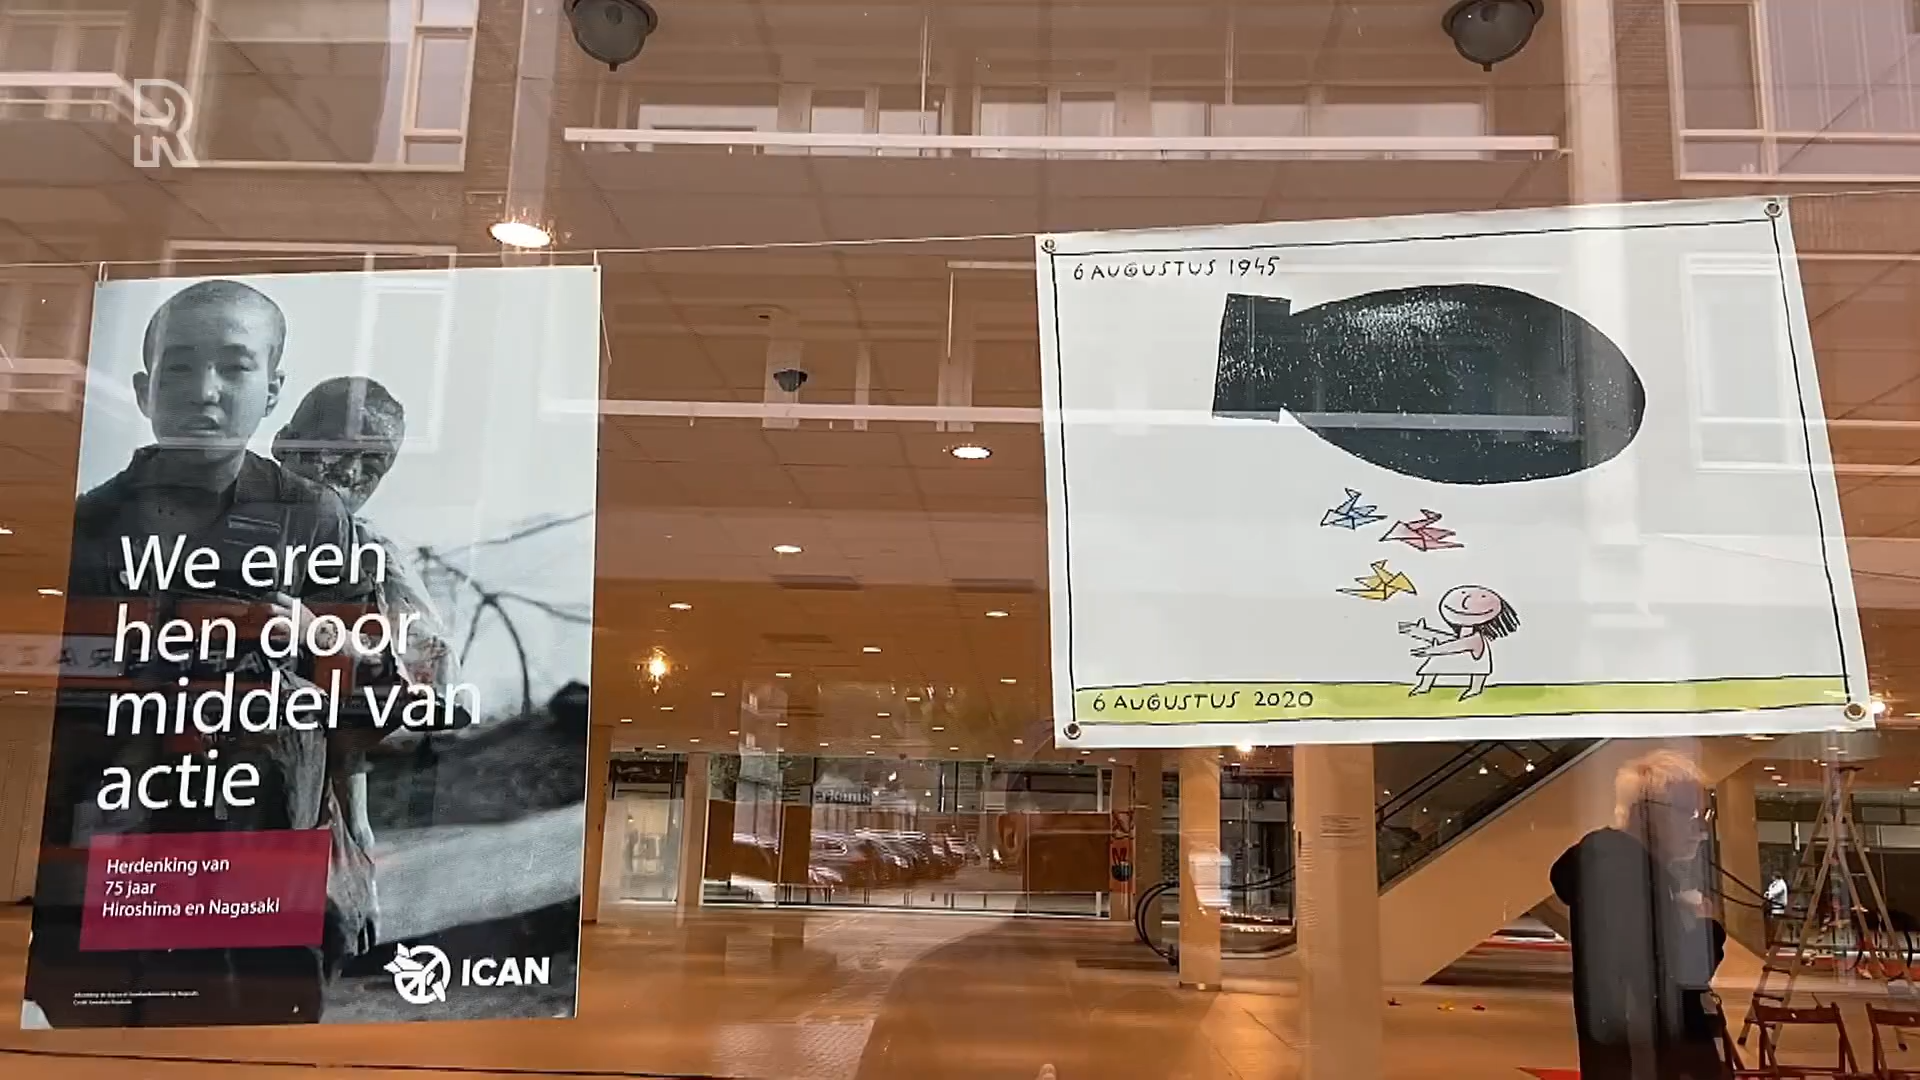 R
We eren
hen door
middel van
actie
Herdenking van
75 jaar
Hiroshima en Nagasaki
ICAN
6 AUGUSTUS 1945
6 AUGUSTUS 2020